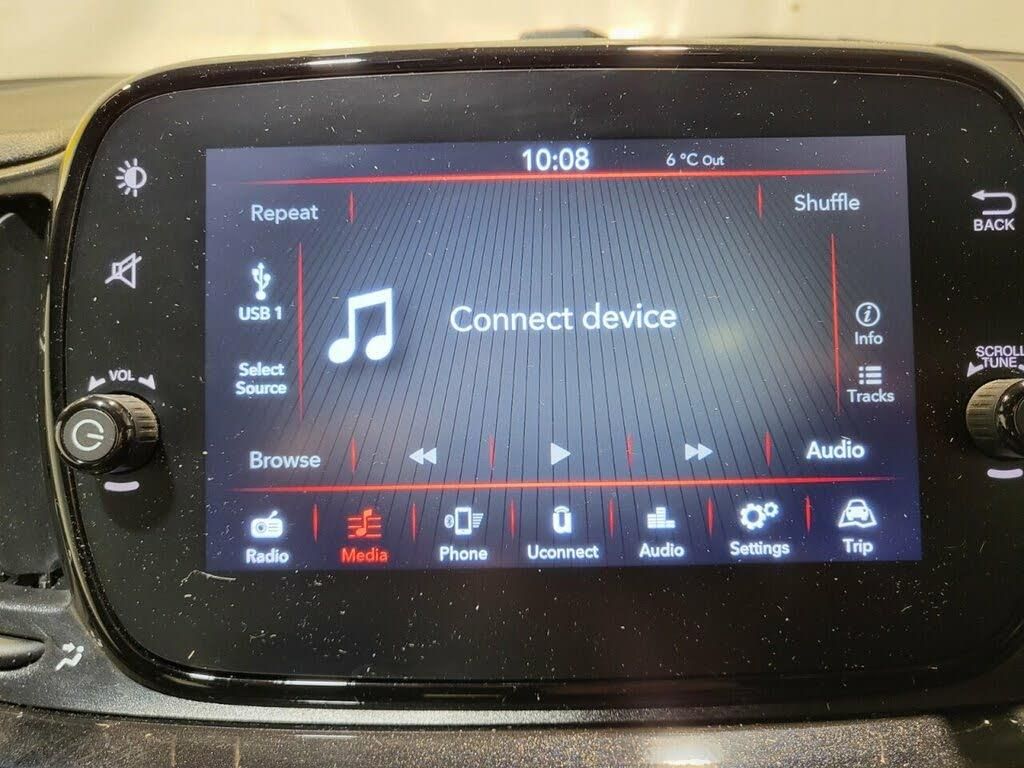 10:08
6 °C Out
Repeat
Shuffle
BACK
USB 1
Connect device
Info
Select
Source
VOL
SCROLL
TUNE
Tracks
Browse
Audio
Radio
Media
Phone
Uconnect
Audio
Settings
Trip